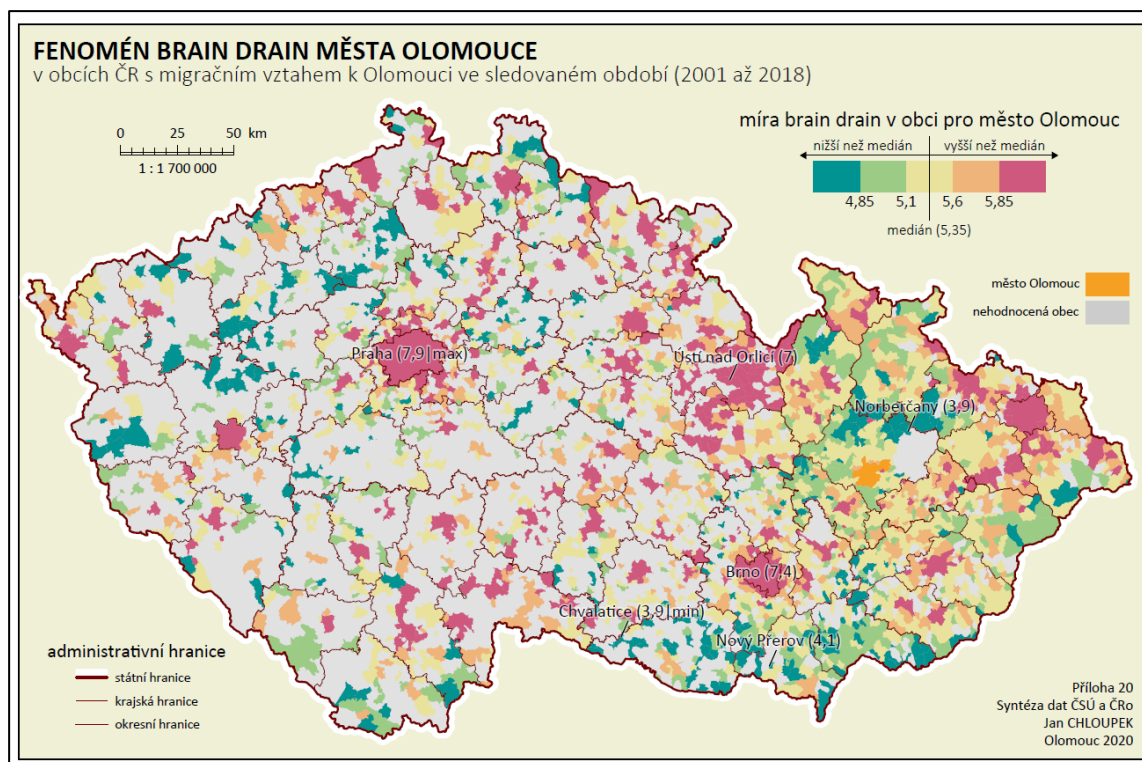 FENOMÉN BRAIN DRAIN MĚSTA OLOMOUCE
v obcích ČR s migračním vztahem k Olomouci ve sledovaném období (2001 až 2018)
0 25 50 km
1 : 1 700 000
míra brain drain v obci pro město Olomouc
nižší než medián vyšší než medián
4,85 5,1 5,6 5,85
medián (5,35)
město Olomouc
nehodnocená obec
Praha (7,9|max)
Ústí nad Orlicí (7)
Norberčany (3,9)
Brno (7,4)
Chvalatice (3,9|min)
Nový Přerov (4,1)
administrativní hranice
státní hranice
krajská hranice
okresní hranice
Příloha 20
Syntéza dat ČSÚ a ČRo
Jan CHLOUPEK
Olomouc 2020